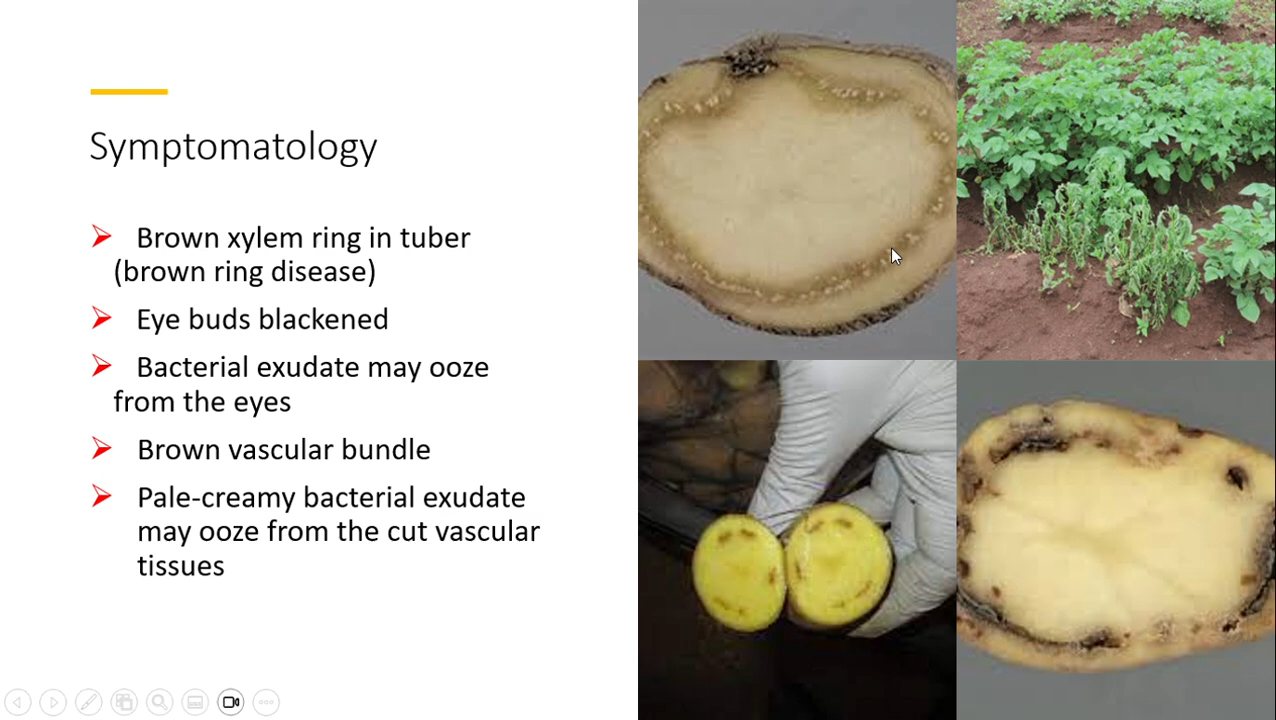 Symptomatology
Brown xylem ring in tuber
(brown ring disease)
Eye buds blackened
Bacterial exudate may ooze
from the eyes
Brown vascular bundle
Pale-creamy bacterial exudate
may ooze from the cut vascular
tissues